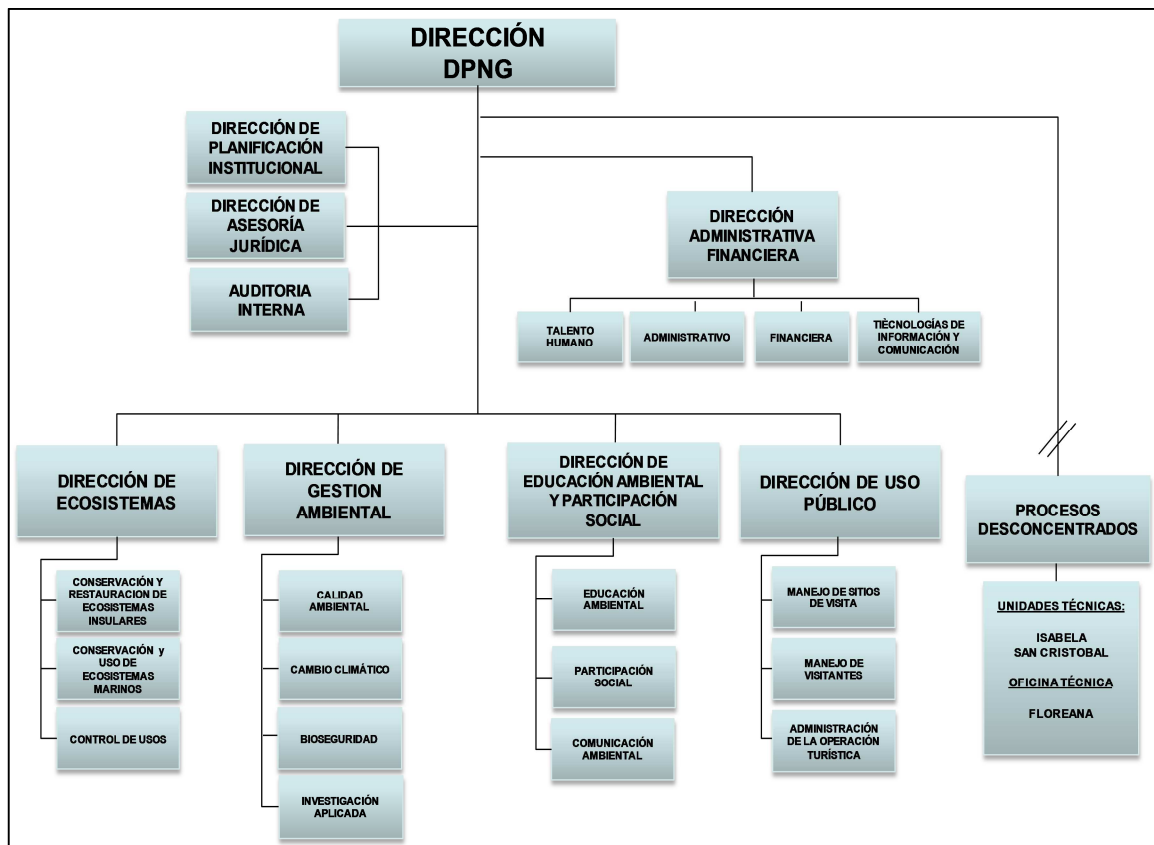 DIRECCIÓN
DPNG
DIRECCIÓN DE
PLANIFICACIÓN
INSTITUCIONAL
DIRECCIÓN DE
ASESORÍA
JURÍDICA
AUDITORIA
INTERNA
DIRECCIÓN
ADMINISTRATIVA
FINANCIERA
TALENTO
HUMANO
ADMINISTRATIVO
FINANCIERA
TIÈCNOLOGÍAS DE
INFORMACIÓN Y
COMUNICACIÓN
DIRECCIÓN DE
ECOSISTEMAS
CONSERVACIÓN Y
RESTAURACION DE
ECOSISTEMAS
INSULARES
CONSERVACIÓN y
USO DE
ECOSISTEMAS
MARINOS
CONTROL DE USOS
DIRECCIÓN DE
GESTION
AMBIENTAL
CALIDAD
AMBIENTAL
CAMBIO CLIMÁTICO
BIOSEGURIDAD
INVESTIGACIÓN
APLICADA
DIRECCIÓN DE
EDUCACIÓN AMBIENTAL
Y PARTICIPACIÓN
SOCIAL
EDUCACIÓN
AMBIENTAL
PARTICIPACIÓN
SOCIAL
COMUNICACIÓN
AMBIENTAL
DIRECCIÓN DE USO
PÚBLICO
MANEJO DE SITIOS
DE VISITA
MANEJO DE
VISITANTES
ADMINISTRACIÓN
DE LA OPERACIÓN
TURÍSTICA
PROCESOS
DESCONCENTRADOS
UNIDADES TÉCNICAS:
ISABELA
SAN CRISTOBAL
OFICINA TÉCNICA
FLOREANA